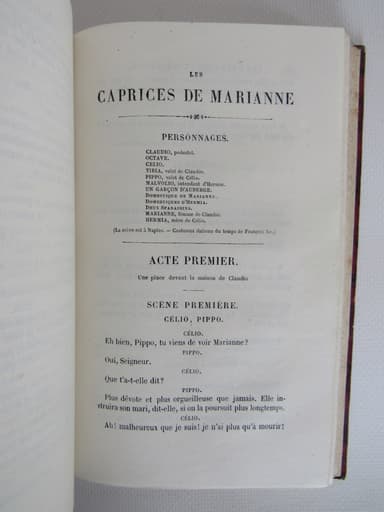 LES
CAPRICES DE MARIANNE
PERSONNAGES.
CLAUDIO, podestat.
OCTAVE.
CELIO.
TIBIA, valet de Claudio.
PIPPO, valet de Célio.
MALVOLIO, intendant d'Hermia.
UN GARÇON D'AUBERGE.
DOMESTIQUE DE MARIANNE.
DOMESTIQUES D'HERMIA.
DEUX SPADASSINS.
MARIANNE, femme de Claudio.
HERMIA, mère de Célio.
(La scène est à Naples. — Costumes italiens du temps de François Ier.)
ACTE PREMIER.
Une place devant la maison de Claudio
SCÈNE PREMIÈRE.
CÉLIO, PIPPO.
CÉLIO.
Eh bien, Pippo, tu viens de voir Marianne?
PIPPO.
Oui, Seigneur.
CÉLIO.
Que t'a-t-elle dit?
PIPPO.
Plus dévote et plus orgueilleuse que jamais. Elle in-
struira son mari, dit-elle, si on la poursuit plus longtemps.
CÉLIO.
Ah! malheureux que je suis! je n'ai plus qu'à mourir!